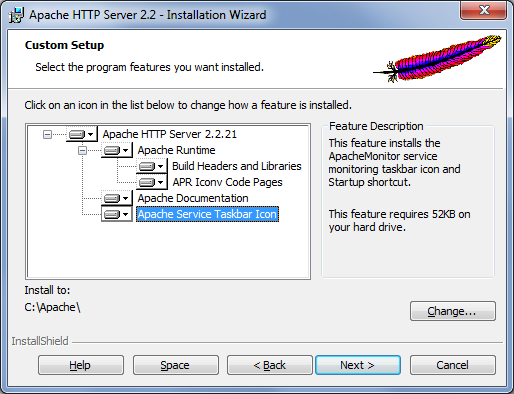 Apache HTTP Server 2.2 - Installation Wizard
Custom Setup
Select the program features you want installed.
Click on an icon in the list below to change how a feature is installed.
Apache HTTP Server 2.2.21
Apache Runtime
Build Headers and Libraries
APR Iconv Code Pages
Apache Documentation
Apache Service Taskbar Icon
Feature Description
This feature installs the
ApacheMonitor service
monitoring taskbar icon and
Startup shortcut.
This feature requires 52KB on
your hard drive.
Install to:
C:\Apache\
Change...
InstallShield
Help
Space
< Back
Next >
Cancel